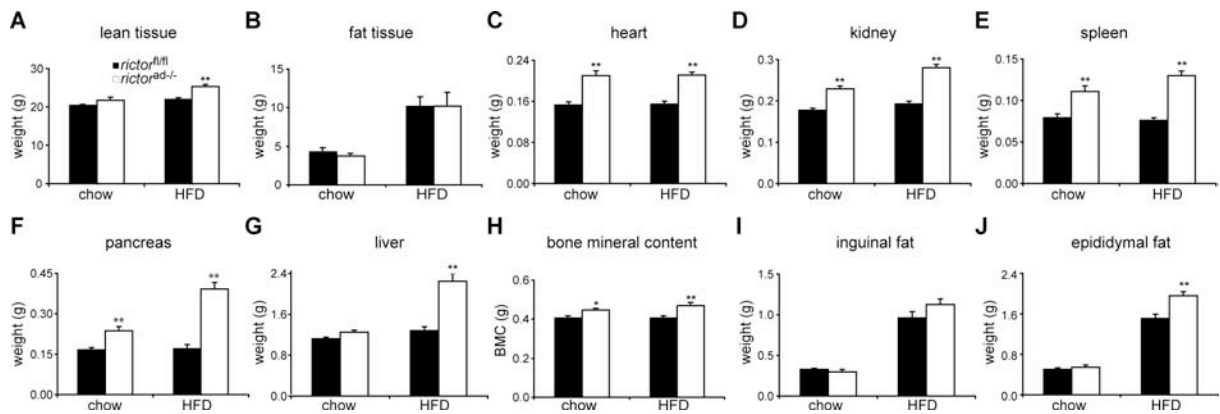 A
lean tissue
weight (g)
30
20
10
0
rictor fl/fl
rictor ad-/-
**
chow
HFD
B
fat tissue
weight (g)
15
10
5
0
chow
HFD
C
heart
weight (g)
0.24
0.16
0.08
0.00
**
**
chow
HFD
D
kidney
weight (g)
0.3
0.2
0.1
0.0
**
**
chow
HFD
E
spleen
weight (g)
0.15
0.10
0.05
0.00
**
**
chow
HFD
F
pancreas
weight (g)
0.45
0.30
0.15
0.00
**
**
chow
HFD
G
liver
weight (g)
2.4
1.6
0.8
0.0
**
chow
HFD
H
bone mineral content
BMC (g)
0.6
0.4
0.2
0.0
*
**
chow
HFD
I
inguinal fat
weight (g)
1.5
1.0
0.5
0.0
chow
HFD
J
epididymal fat
weight (g)
2.4
1.6
0.8
0.0
**
chow
HFD